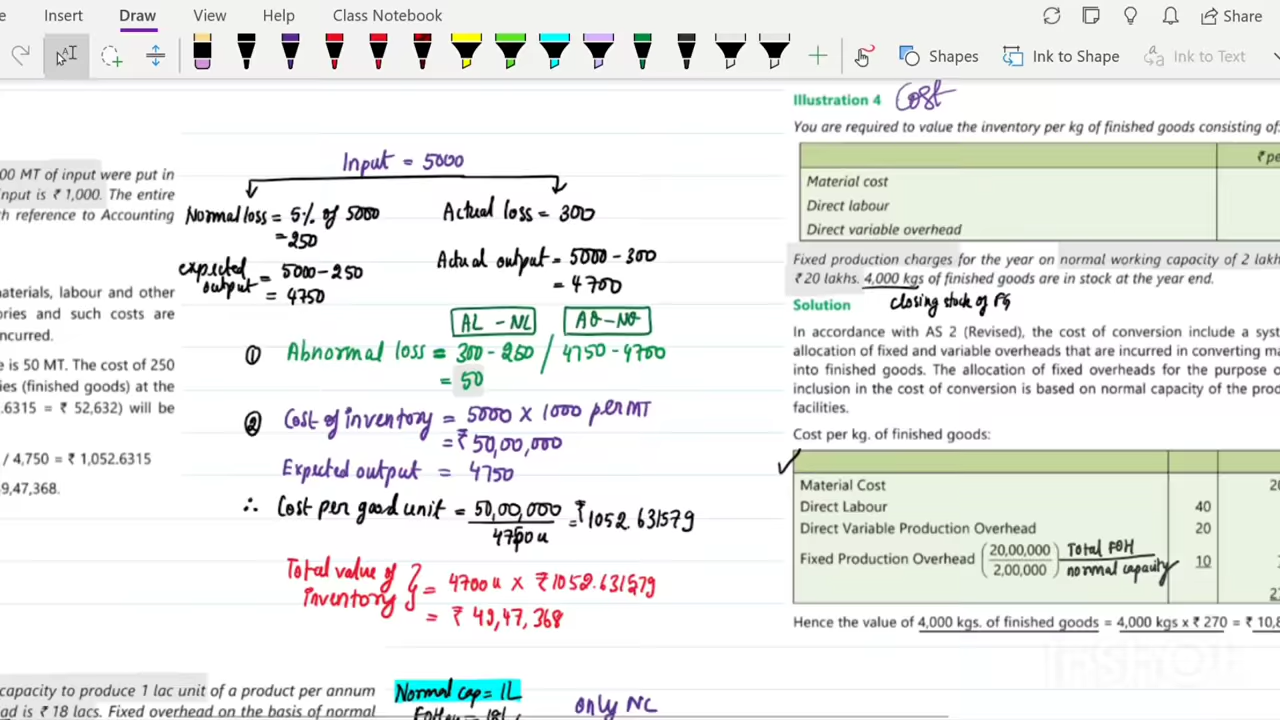 Insert Draw View Help Class Notebook Share
Shapes Ink to Shape Ink to Text
00 MT of input were put in
nput is ₹ 1,000. The entire
th reference to Accounting
aterials, labour and other
ories and such costs are
ncurred.
e is 50 MT. The cost of 250
ies (finished goods) at the
.6315 = ₹ 52,632) will be
/ 4,750 = ₹ 1,052.6315
9,47,368.
Input = 5000
Normal loss = 5% of 5000
= 250
expected output = 5000 - 250
= 4750
Actual loss = 300
Actual output = 5000 - 300
= 4700
AL - NL AO - NO
① Abnormal loss = 300 - 250 / 4750 - 4700
= 50
② Cost of inventory = 5000 x 1000 per MT
= ₹ 50,00,000
Expected output = 4750
∴ Cost per good unit = 50,00,000 / 4750 u = ₹1052.631579
Total value of inventory } = 4700 u x ₹1052.631579
= ₹ 49,47,368
capacity to produce 1 lac unit of a product per annum
ad is ₹ 18 lacs. Fixed overhead on the basis of normal
Normal cap = 1L
only NC
Illustration 4 Cost
You are required to value the inventory per kg of finished goods consisting of:
₹ pe
Material cost
Direct labour
Direct variable overhead
Fixed production charges for the year on normal working capacity of 2 lakh
₹ 20 lakhs. 4,000 kgs of finished goods are in stock at the year end.
Solution closing stock of FG
In accordance with AS 2 (Revised), the cost of conversion include a syst
allocation of fixed and variable overheads that are incurred in converting ma
into finished goods. The allocation of fixed overheads for the purpose o
inclusion in the cost of conversion is based on normal capacity of the prod
facilities.
Cost per kg. of finished goods:
Material Cost 20
Direct Labour 40
Direct Variable Production Overhead 20
Fixed Production Overhead (20,00,000 / 2,00,000) Total FOH / normal capacity 10
27
Hence the value of 4,000 kgs. of finished goods = 4,000 kgs x ₹ 270 = ₹ 10,8